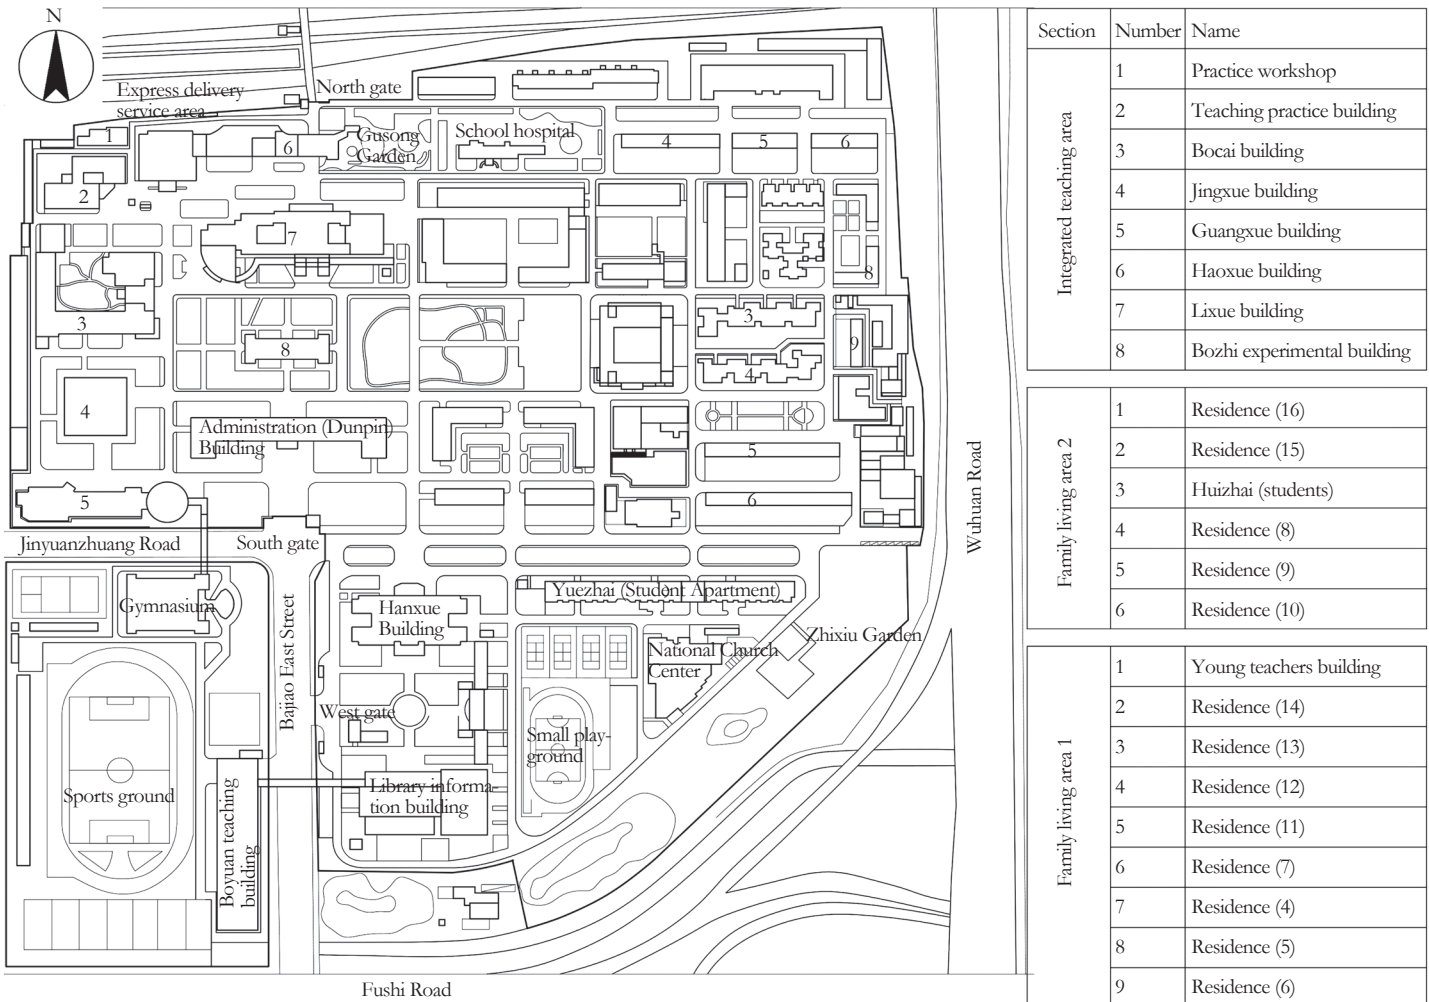 N
North gate
Express delivery
service area
1
6
Gusong
Garden
School hospital
4
5
6
2
7
8
3
8
3
9
4
4
Administration (Dunpin)
Building
5
5
6
Jinyuanzhuang Road
South gate
Wuhuan Road
Gymnasium
Bajiao East Street
Hanxue
Building
Yuezhai (Student Apartment)
Zhixiu Garden
National Church
Center
West gate
Small play-
ground
Sports ground
Library informa-
tion building
Boyuan teaching
building
Fushi Road
Section Number Name
Integrated teaching area
1 Practice workshop
2 Teaching practice building
3 Bocai building
4 Jingxue building
5 Guangxue building
6 Haoxue building
7 Lixue building
8 Bozhi experimental building
Family living area 2
1 Residence (16)
2 Residence (15)
3 Huizhai (students)
4 Residence (8)
5 Residence (9)
6 Residence (10)
Family living area 1
1 Young teachers building
2 Residence (14)
3 Residence (13)
4 Residence (12)
5 Residence (11)
6 Residence (7)
7 Residence (4)
8 Residence (5)
9 Residence (6)